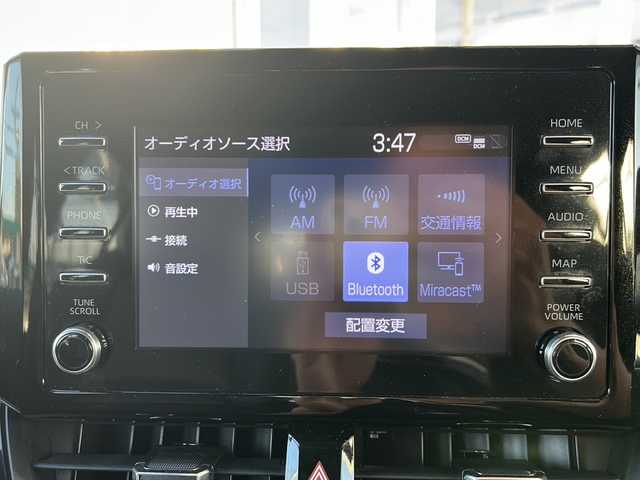 CH >
< TRACK
PHONE
T/C
TUNE
SCROLL
オーディオソース選択
3:47
DCM
DCM
オーディオ選択
再生中
接続
音設定
AM
FM
交通情報
USB
Bluetooth
Miracast™
配置変更
HOME
MENU
AUDIO
MAP
POWER
VOLUME